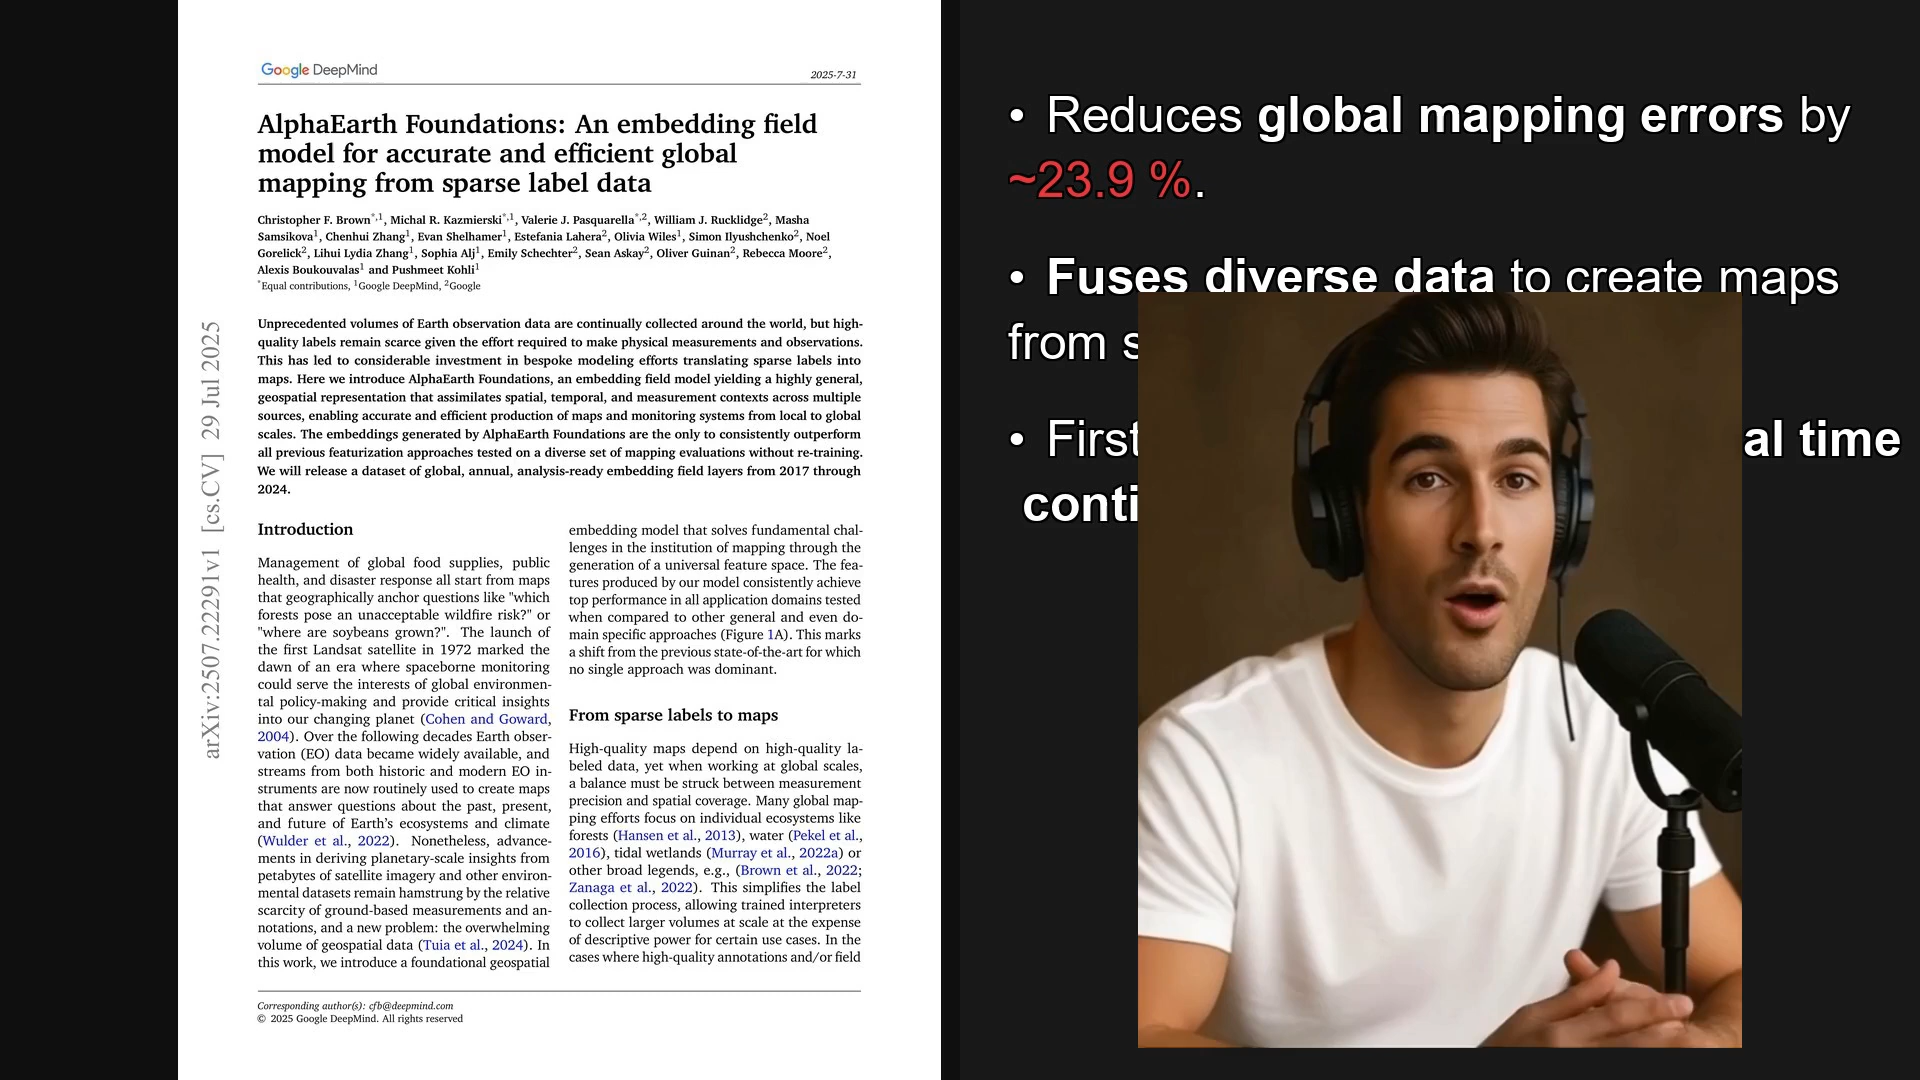 Google DeepMind
2025-7-31
AlphaEarth Foundations: An embedding field
model for accurate and efficient global
mapping from sparse label data
Christopher F. Brown*,1, Michal R. Kazmierski*,1, Valerie J. Pasquarella*,2, William J. Rucklidge2, Masha
Samsikova1, Chenhui Zhang1, Evan Shelhamer1, Estefania Lahera2, Olivia Wiles1, Simon Ilyushchenko2, Noel
Gorelick2, Lihui Lydia Zhang1, Sophia Alj1, Emily Schechter2, Sean Askay2, Oliver Guinan2, Rebecca Moore2,
Alexis Boukouvalas1 and Pushmeet Kohli1
*Equal contributions, 1Google DeepMind, 2Google
Unprecedented volumes of Earth observation data are continually collected around the world, but high-
quality labels remain scarce given the effort required to make physical measurements and observations.
This has led to considerable investment in bespoke modeling efforts translating sparse labels into
maps. Here we introduce AlphaEarth Foundations, an embedding field model yielding a highly general,
geospatial representation that assimilates spatial, temporal, and measurement contexts across multiple
sources, enabling accurate and efficient production of maps and monitoring systems from local to global
scales. The embeddings generated by AlphaEarth Foundations are the only to consistently outperform
all previous featurization approaches tested on a diverse set of mapping evaluations without re-training.
We will release a dataset of global, annual, analysis-ready embedding field layers from 2017 through
2024.
arXiv:2507.22291v1 [cs.CV] 29 Jul 2025
Introduction
Management of global food supplies, public
health, and disaster response all start from maps
that geographically anchor questions like "which
forests pose an unacceptable wildfire risk?" or
"where are soybeans grown?". The launch of
the first Landsat satellite in 1972 marked the
dawn of an era where spaceborne monitoring
could serve the interests of global environmen-
tal policy-making and provide critical insights
into our changing planet (Cohen and Goward,
2004). Over the following decades Earth obser-
vation (EO) data became widely available, and
streams from both historic and modern EO in-
struments are now routinely used to create maps
that answer questions about the past, present,
and future of Earth's ecosystems and climate
(Wulder et al., 2022). Nonetheless, advance-
ments in deriving planetary-scale insights from
petabytes of satellite imagery and other environ-
mental datasets remain hamstrung by the relative
scarcity of ground-based measurements and an-
notations, and a new problem: the overwhelming
volume of geospatial data (Tuia et al., 2024). In
this work, we introduce a foundational geospatial
embedding model that solves fundamental chal-
lenges in the institution of mapping through the
generation of a universal feature space. The fea-
tures produced by our model consistently achieve
top performance in all application domains tested
when compared to other general and even do-
main specific approaches (Figure 1A). This marks
a shift from the previous state-of-the-art for which
no single approach was dominant.
From sparse labels to maps
High-quality maps depend on high-quality la-
beled data, yet when working at global scales,
a balance must be struck between measurement
precision and spatial coverage. Many global map-
ping efforts focus on individual ecosystems like
forests (Hansen et al., 2013), water (Pekel et al.,
2016), tidal wetlands (Murray et al., 2022a) or
other broad legends, e.g., (Brown et al., 2022;
Zanaga et al., 2022). This simplifies the label
collection process, allowing trained interpreters
to collect larger volumes at scale at the expense
of descriptive power for certain use cases. In the
cases where high-quality annotations and/or field
Corresponding author(s): cfb@deepmind.com
© 2025 Google DeepMind. All rights reserved
• Reduces global mapping errors by
~23.9 %.
• Fuses diverse data to create maps
from s
• First al time
conti